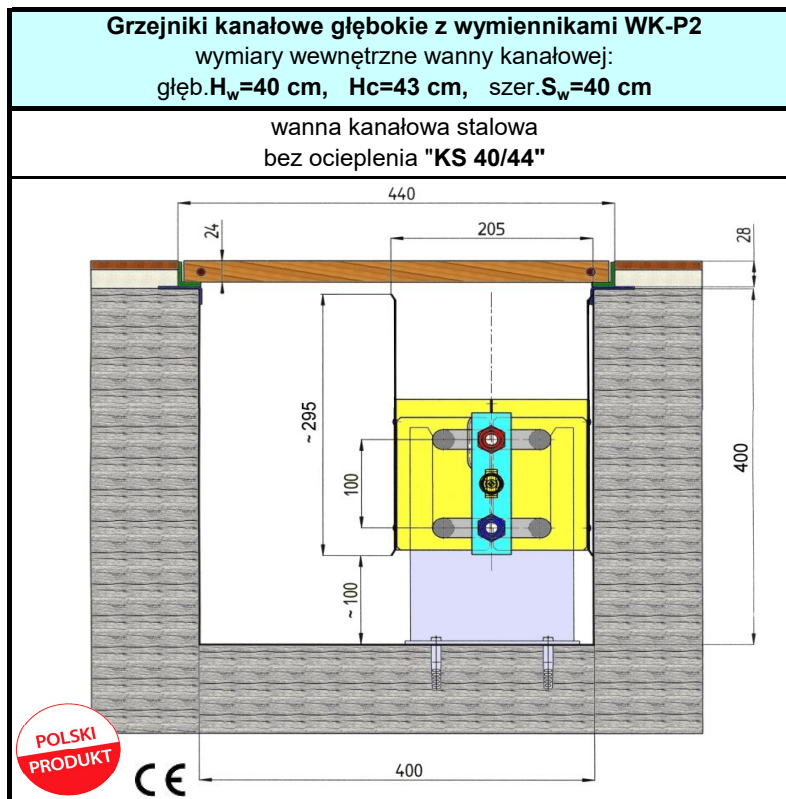 Grzejniki kanałowe głębokie z wymiennikami WK-P2
wymiary wewnętrzne wanny kanałowej:
głęb.Hw=40 cm, Hc=43 cm, szer.Sw=40 cm
wanna kanałowa stalowa
bez ocieplenia "KS 40/44"
440
24
205
28
~295
100
400
~100
POLSKI
PRODUKT
CE
400